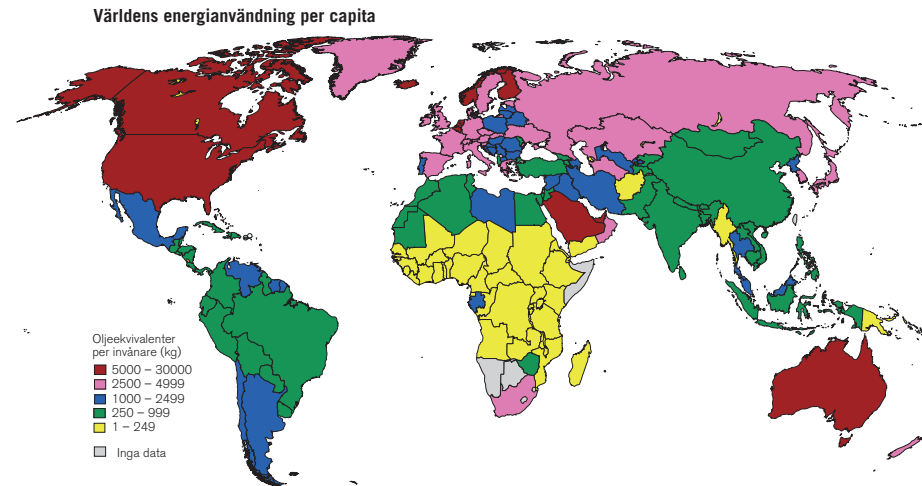 Världens energianvändning per capita
Oljeekvivalenter
per invånare (kg)
5000 – 30000
2500 – 4999
1000 – 2499
250 – 999
1 – 249
Inga data